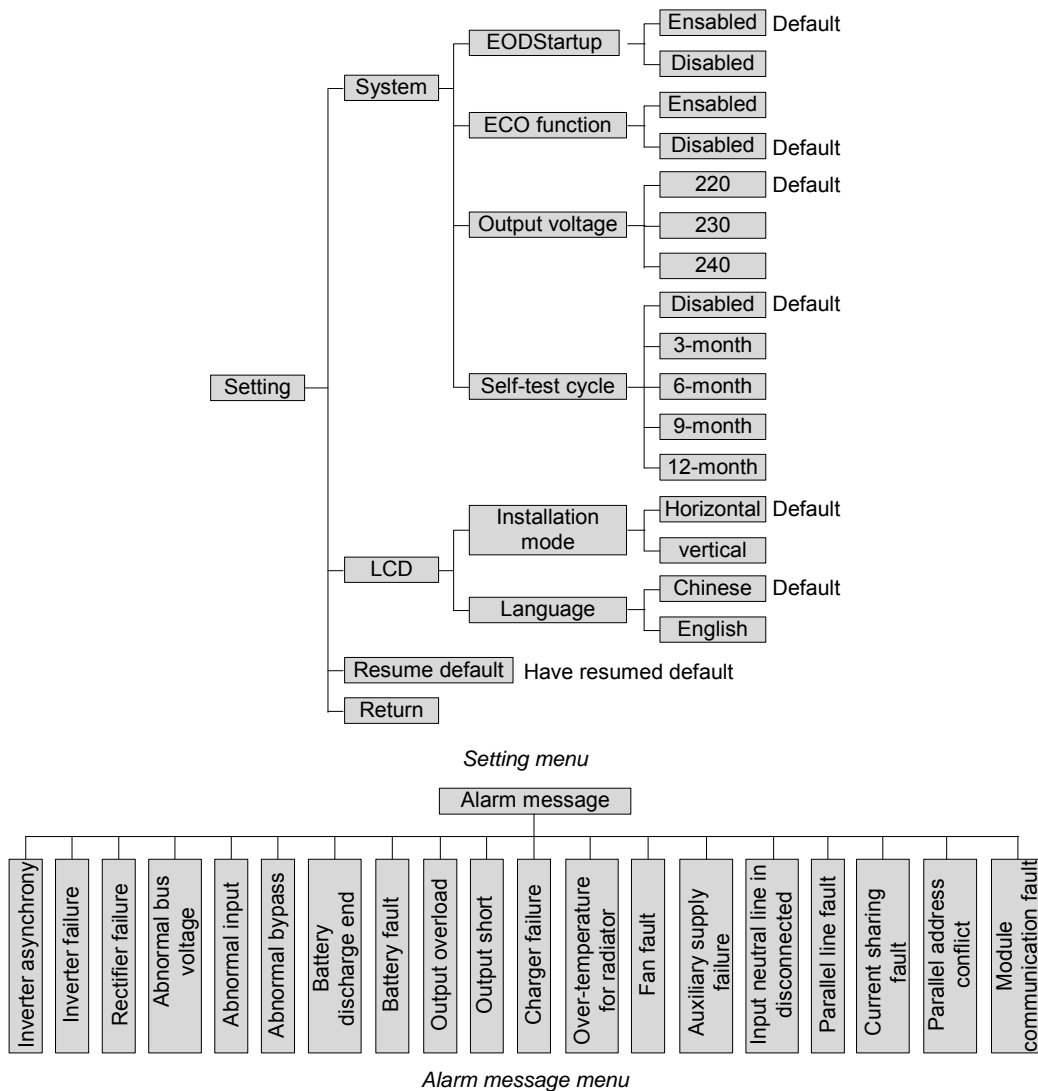 EODStartup
Ensabled Default
Disabled
System
ECO function
Ensabled
Disabled Default
Output voltage
220 Default
230
240
Self-test cycle
Disabled Default
3-month
6-month
9-month
12-month
Setting
LCD
Installation
mode
Horizontal Default
vertical
Language
Chinese Default
English
Resume default Have resumed default
Return
Setting menu
Alarm message
Inverter asynchrony
Inverter failure
Rectifier failure
Abnormal bus
voltage
Abnormal input
Abnormal bypass
Battery
discharge end
Battery fault
Output overload
Output short
Charger failure
Over-temperature
for radiator
Fan fault
Auxiliary supply
failure
Input neutral line in
disconnected
Parallel line fault
Current sharing
fault
Parallel address
conflict
Module
communication fault
Alarm message menu